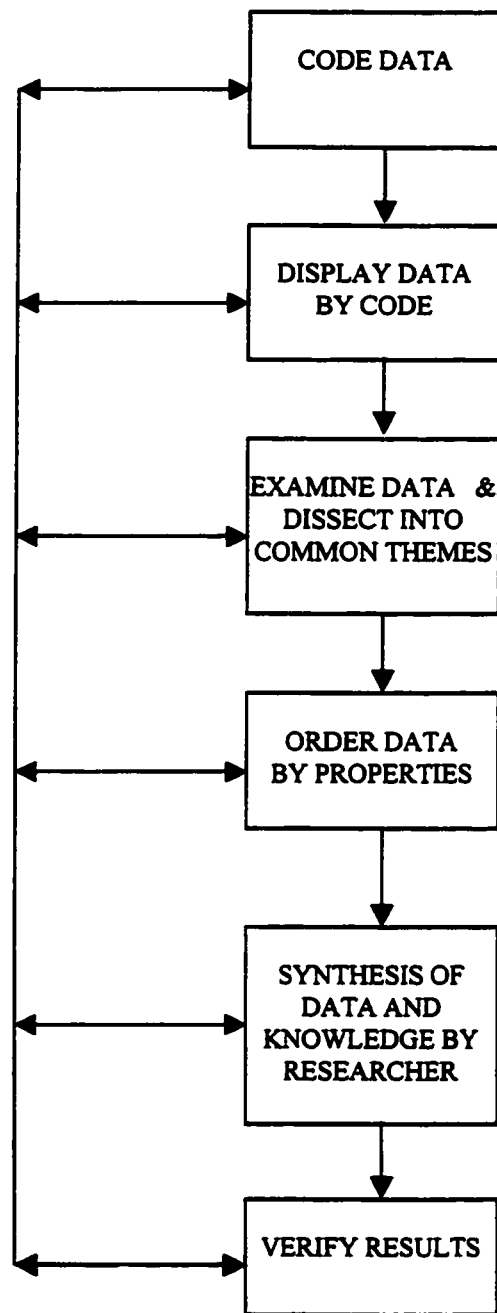 CODE DATA
DISPLAY DATA
BY CODE
EXAMINE DATA &
DISSECT INTO
COMMON THEMES
ORDER DATA
BY PROPERTIES
SYNTHESIS OF
DATA AND
KNOWLEDGE BY
RESEARCHER
VERIFY RESULTS